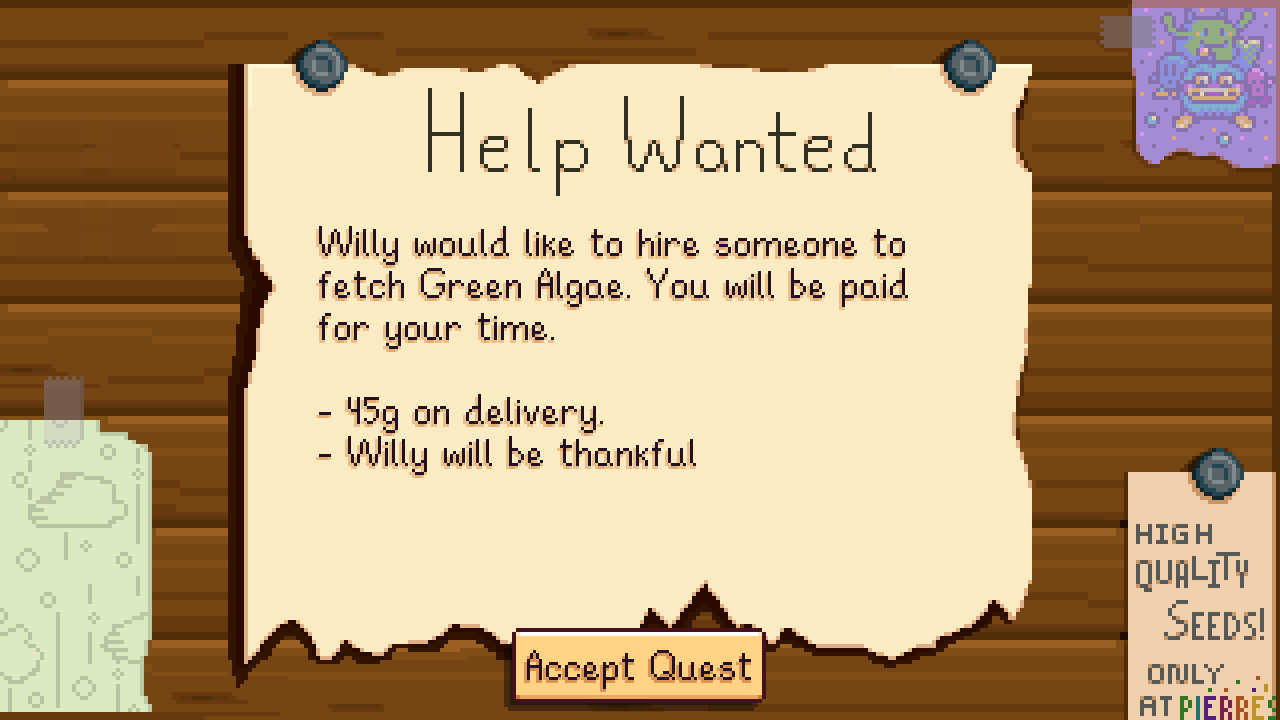 Help Wanted
Willy would like to hire someone to
fetch Green Algae. You will be paid
for your time.
- 45g on delivery.
- Willy will be thankful
Accept Quest
HIGH
QUALITY
SEEDS!
ONLY
AT PIERRES